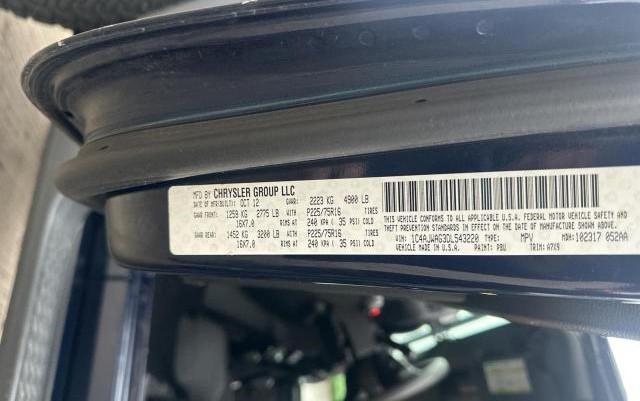 MFD BY CHRYSLER GROUP LLC
DATE OF MFR(BUILT): OCT 12 GVWR: 2223 KG 4900 LB
GAWR FRONT: 1259 KG 2775 LB WITH P225/75R16 TIRES
16X7.0 RIMS AT 240 KPA ( 35 PSI) COLD
GAWR REAR: 1452 KG 3200 LB WITH P225/75R16 TIRES
16X7.0 RIMS AT 240 KPA ( 35 PSI) COLD
THIS VEHICLE CONFORMS TO ALL APPLICABLE U.S.A. FEDERAL MOTOR VEHICLE SAFETY AND
THEFT PREVENTION STANDARDS IN EFFECT ON THE DATE OF MANUFACTURE SHOWN ABOVE.
VIN: 1C4AJWAG3DL543220 TYPE: MPV MDH: 102317 052AA
VEHICLE MADE IN U.S.A. PAINT: PBU TRIM: A7X9